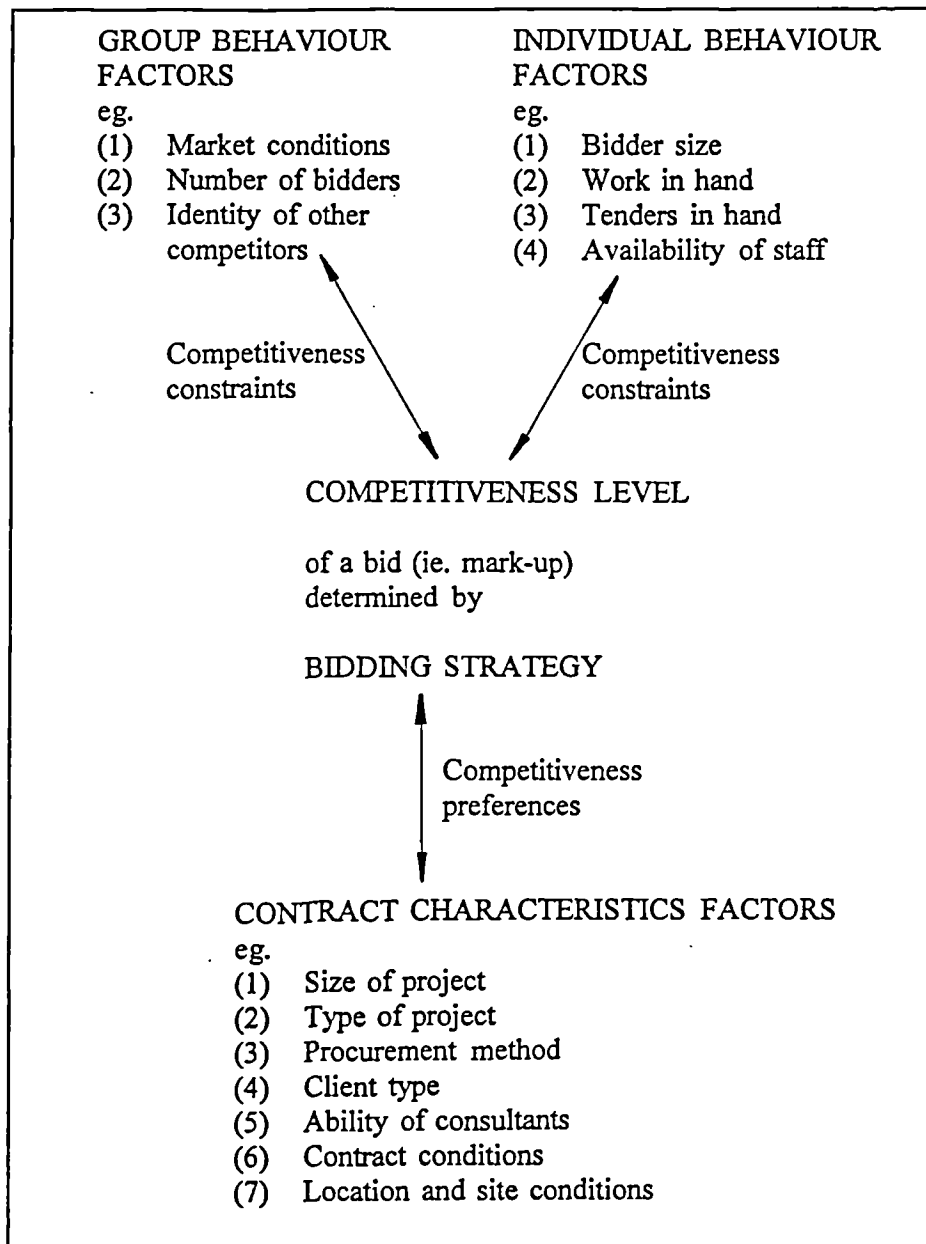 GROUP BEHAVIOUR
FACTORS
eg.
(1) Market conditions
(2) Number of bidders
(3) Identity of other
competitors
INDIVIDUAL BEHAVIOUR
FACTORS
eg.
(1) Bidder size
(2) Work in hand
(3) Tenders in hand
(4) Availability of staff
Competitiveness
constraints
Competitiveness
constraints
COMPETITIVENESS LEVEL
of a bid (ie. mark-up)
determined by
BIDDING STRATEGY
Competitiveness
preferences
CONTRACT CHARACTERISTICS FACTORS
eg.
(1) Size of project
(2) Type of project
(3) Procurement method
(4) Client type
(5) Ability of consultants
(6) Contract conditions
(7) Location and site conditions